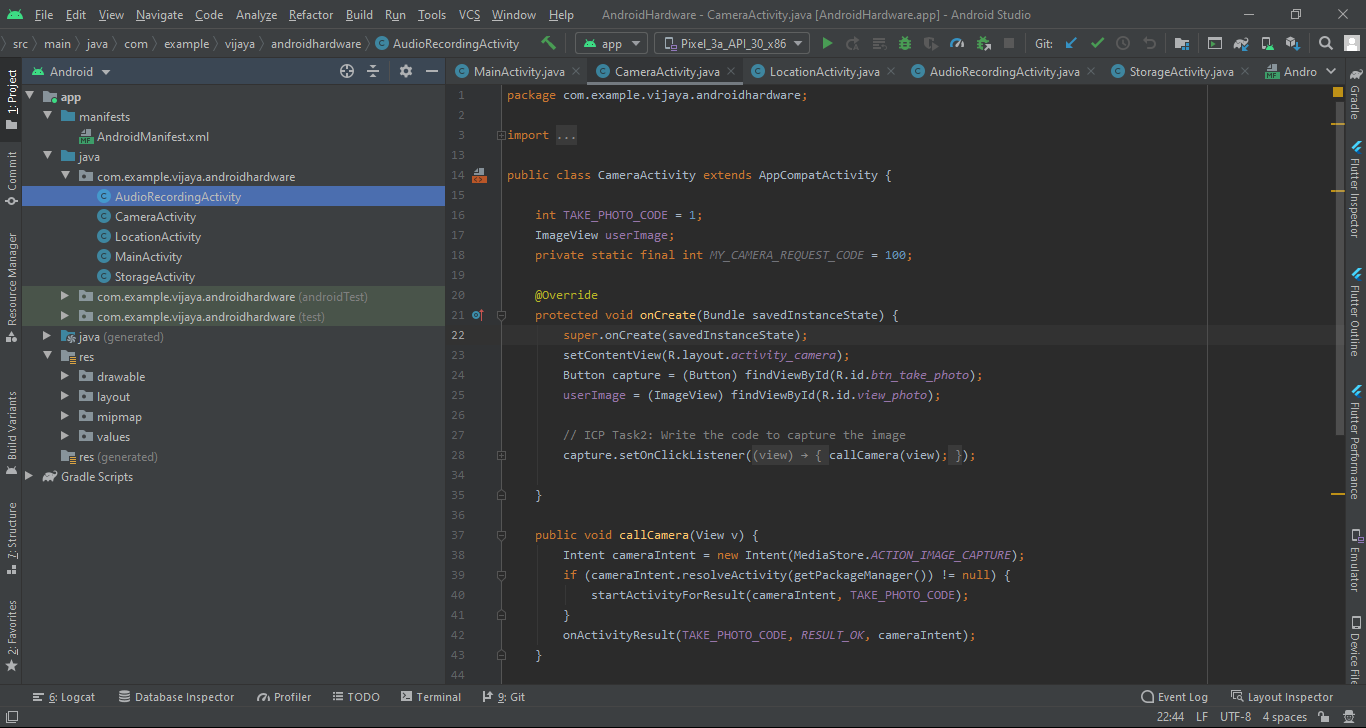 File Edit View Navigate Code Analyze Refactor Build Run Tools VCS Window Help AndroidHardware - CameraActivity.java [AndroidHardware.app] - Android Studio
src main java com example vijaya androidhardware AudioRecordingActivity app Pixel_3a_API_30_x86 Git:
Android MainActivity.java CameraActivity.java LocationActivity.java AudioRecordingActivity.java StorageActivity.java Andro
1: Project
Commit
Resource Manager
Build Variants
7: Structure
2: Favorites
app
manifests
AndroidManifest.xml
java
com.example.vijaya.androidhardware
AudioRecordingActivity
CameraActivity
LocationActivity
MainActivity
StorageActivity
com.example.vijaya.androidhardware (androidTest)
com.example.vijaya.androidhardware (test)
java (generated)
res
drawable
layout
mipmap
values
res (generated)
Gradle Scripts
1 package com.example.vijaya.androidhardware;
2
3 import ...
13
14 public class CameraActivity extends AppCompatActivity {
15
16 int TAKE_PHOTO_CODE = 1;
17 ImageView userImage;
18 private static final int MY_CAMERA_REQUEST_CODE = 100;
19
20 @Override
21 protected void onCreate(Bundle savedInstanceState) {
22 super.onCreate(savedInstanceState);
23 setContentView(R.layout.activity_camera);
24 Button capture = (Button) findViewById(R.id.btn_take_photo);
25 userImage = (ImageView) findViewById(R.id.view_photo);
26
27 // ICP Task2: Write the code to capture the image
28 capture.setOnClickListener((view) → { callCamera(view); });
34
35 }
36
37 public void callCamera(View v) {
38 Intent cameraIntent = new Intent(MediaStore.ACTION_IMAGE_CAPTURE);
39 if (cameraIntent.resolveActivity(getPackageManager()) != null) {
40 startActivityForResult(cameraIntent, TAKE_PHOTO_CODE);
41 }
42 onActivityResult(TAKE_PHOTO_CODE, RESULT_OK, cameraIntent);
43 }
44
Gradle
Flutter Inspector
Flutter Outline
Flutter Performance
Emulator
Device File
6: Logcat Database Inspector Profiler TODO Terminal 9: Git Event Log Layout Inspector
22:44 LF UTF-8 4 spaces